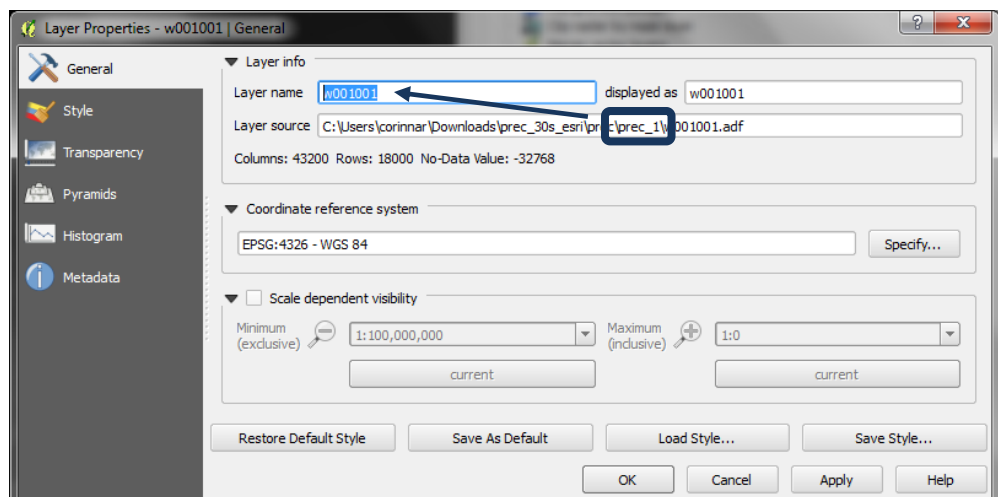 Layer Properties - w001001 | General
General
Style
Transparency
Pyramids
Histogram
Metadata
Layer info
Layer name w001001 displayed as w001001
Layer source C:\Users\corinnar\Downloads\prec_30s_esri\prec\prec_1\w001001.adf
Columns: 43200 Rows: 18000 No-Data Value: -32768
Coordinate reference system
EPSG:4326 - WGS 84 Specify...
Scale dependent visibility
Minimum (exclusive) 1:100,000,000 Maximum (inclusive) 1:0
current current
Restore Default Style Save As Default Load Style... Save Style...
OK Cancel Apply Help